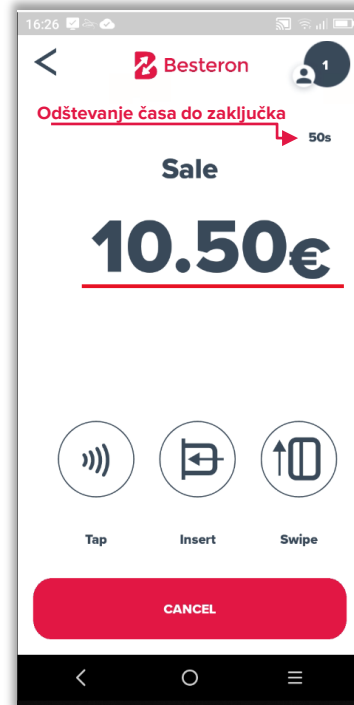 16:26
Besteron
1
Odštevanje časa do zaključka
50s
Sale
10.50€
Tap
Insert
Swipe
CANCEL